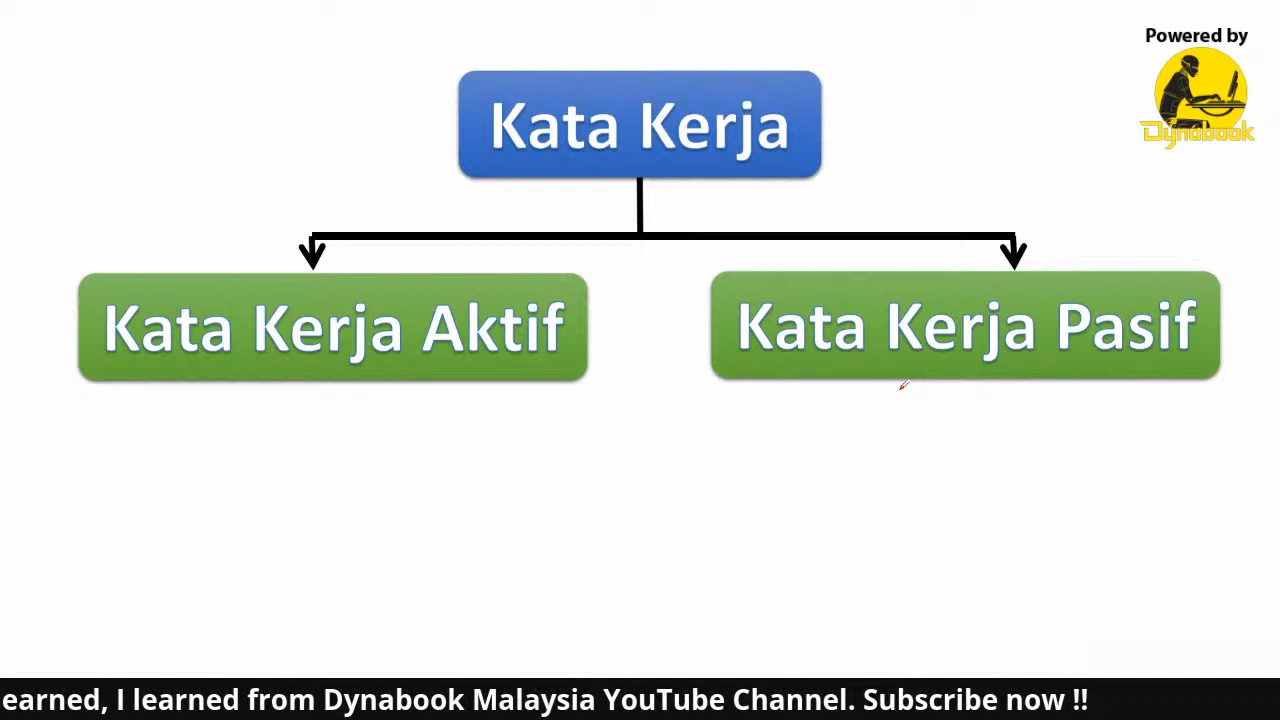 Powered by
Dynabook
Kata Kerja
Kata Kerja Aktif
Kata Kerja Pasif
earned, I learned from Dynabook Malaysia YouTube Channel. Subscribe now !!